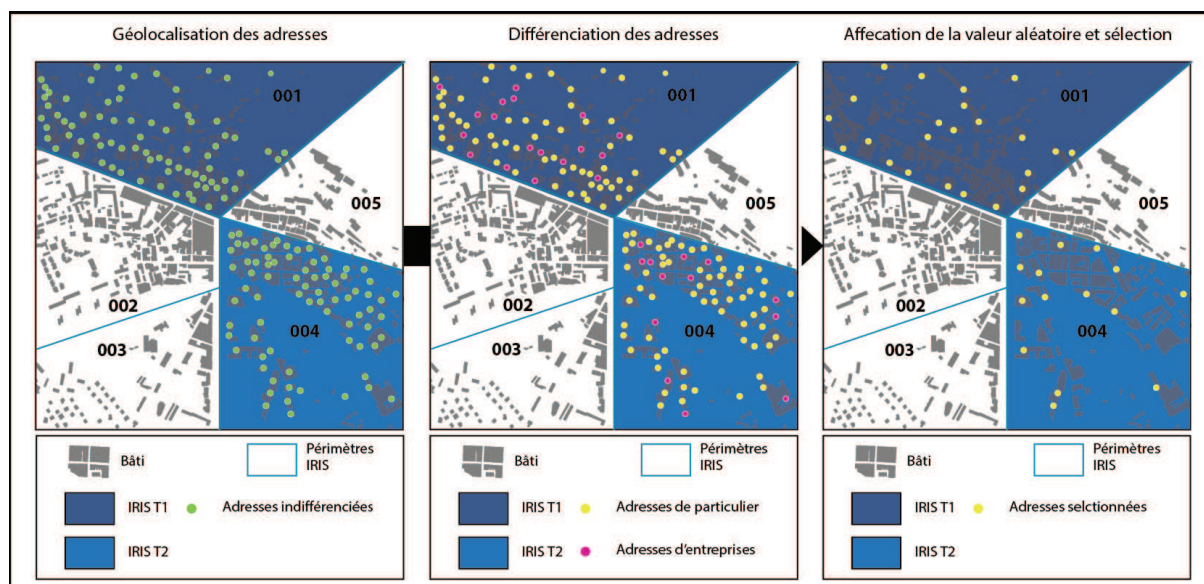 Géolocalisation des adresses
001
005
002
003
004
Bâti
Périmètres
IRIS
IRIS T1
Adresses indifférenciées
IRIS T2
Différenciation des adresses
001
005
002
003
004
Bâti
Périmètres
IRIS
IRIS T1
Adresses de particulier
IRIS T2
Adresses d'entreprises
Affecation de la valeur aléatoire et sélection
001
005
002
003
004
Bâti
Périmètres
IRIS
IRIS T1
Adresses selctionnées
IRIS T2